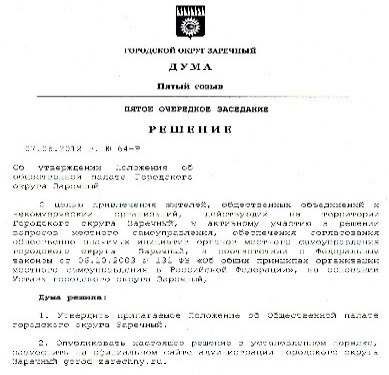 ГОРОДСКОЙ ОКРУГ ЗАРЕЧНЫЙ
ДУМА
Пятый созыв
ПЯТОЕ ОЧЕРЕДНОЕ ЗАСЕДАНИЕ
РЕШЕНИЕ
07.06.2012 г. № 64-Р
Об утверждении Положения об
общественной палате Городского
округа Заречный
С целью привлечения жителей, общественных объединений и
некоммерческих организаций, действующих на территории
Городского округа Заречный, к активному участию в решении
вопросов местного самоуправления, обеспечения согласования
общественно значимых инициатив органов местного самоуправления
городского округа Заречный, в соответствии с Федеральным
законом от 06.10.2003 № 131-ФЗ «Об общих принципах организации
местного самоуправления в Российской Федерации», на основании
Устава городского округа Заречный,
Дума решила:
1. Утвердить прилагаемое Положение об Общественной палате
городского округа Заречный.
2. Опубликовать настоящее решение в установленном порядке,
разместить на официальном сайте администрации городского округа
Заречный gorod-zarechny.ru.